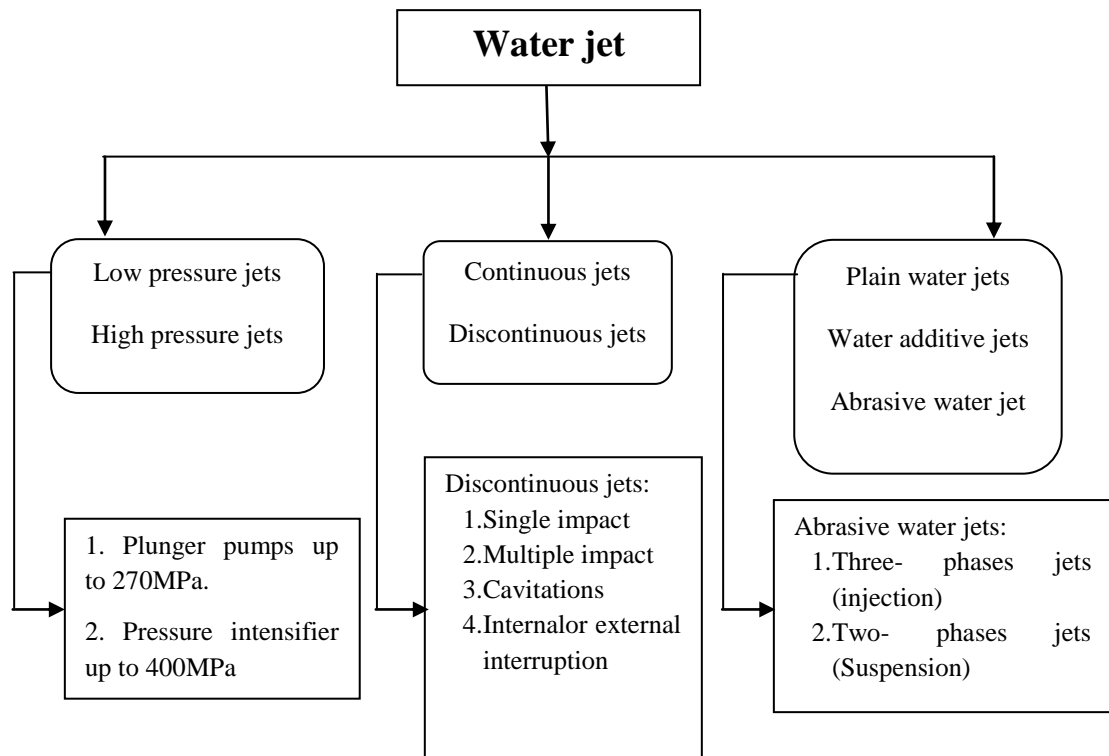 Water jet
Low pressure jets
High pressure jets
Continuous jets
Discontinuous jets
Plain water jets
Water additive jets
Abrasive water jet
1. Plunger pumps up
to 270MPa.
2. Pressure intensifier
up to 400MPa
Discontinuous jets:
1.Single impact
2.Multiple impact
3.Cavitations
4.Internalor external
interruption
Abrasive water jets:
1.Three- phases jets
(injection)
2.Two- phases jets
(Suspension)